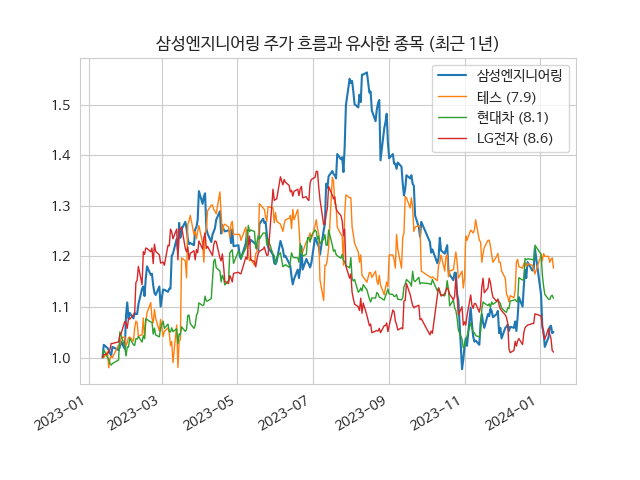 삼성엔지니어링 주가 흐름과 유사한 종목 (최근 1년)
삼성엔지니어링
테스 (7.9)
현대차 (8.1)
LG전자 (8.6)
1.5
1.4
1.3
1.2
1.1
1.0
2023-01
2023-03
2023-05
2023-07
2023-09
2023-11
2024-01